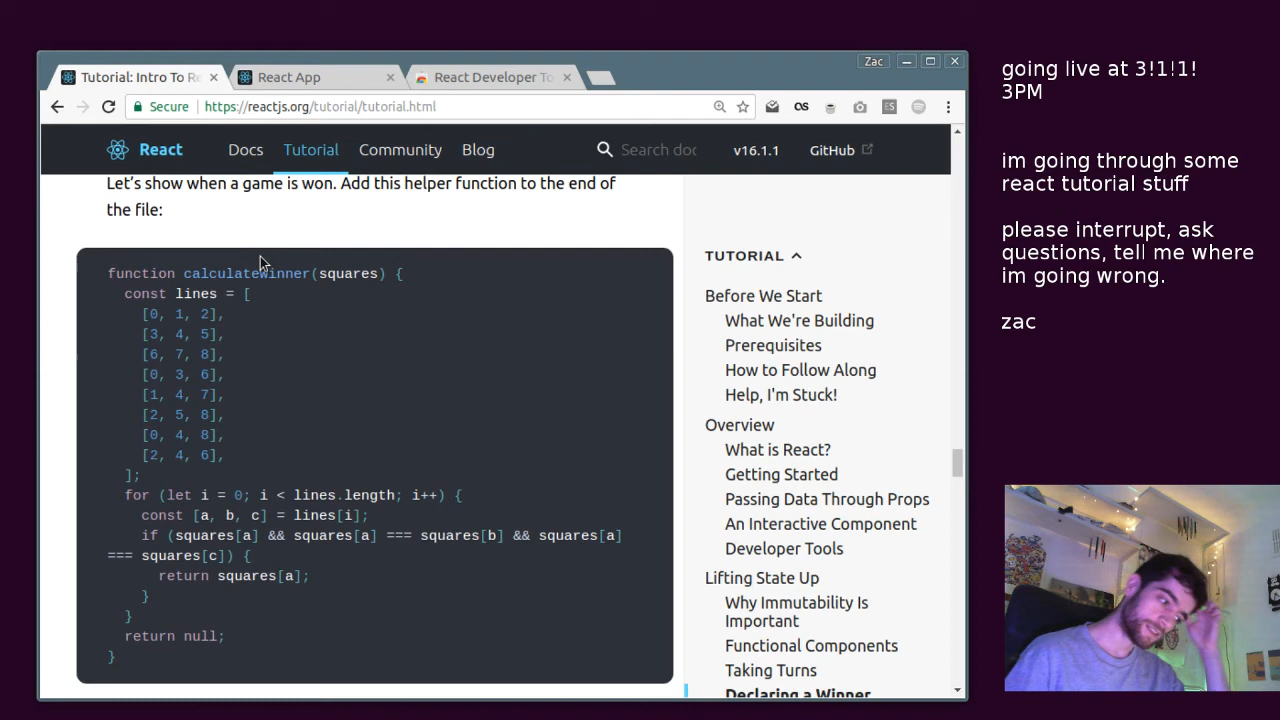 Zac
Tutorial: Intro To Re
React App
React Developer To
Secure
https://reactjs.org/tutorial/tutorial.html
ES
React
Docs
Tutorial
Community
Blog
Search doc
v16.1.1
GitHub
Let’s show when a game is won. Add this helper function to the end of
the file:
function calculateWinner(squares) {
const lines = [
[0, 1, 2],
[3, 4, 5],
[6, 7, 8],
[0, 3, 6],
[1, 4, 7],
[2, 5, 8],
[0, 4, 8],
[2, 4, 6],
];
for (let i = 0; i < lines.length; i++) {
const [a, b, c] = lines[i];
if (squares[a] && squares[a] === squares[b] && squares[a]
=== squares[c]) {
return squares[a];
}
}
return null;
}
TUTORIAL
Before We Start
What We're Building
Prerequisites
How to Follow Along
Help, I'm Stuck!
Overview
What is React?
Getting Started
Passing Data Through Props
An Interactive Component
Developer Tools
Lifting State Up
Why Immutability Is
Important
Functional Components
Taking Turns
Declaring a Winner
going live at 3!1!1!
3PM
im going through some
react tutorial stuff
please interrupt, ask
questions, tell me where
im going wrong.
zac